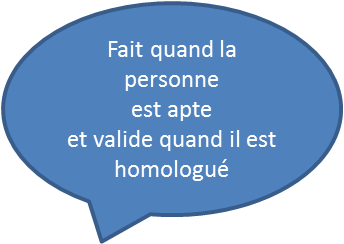 Fait quand la
personne
est apte
et valide quand il est
homologué